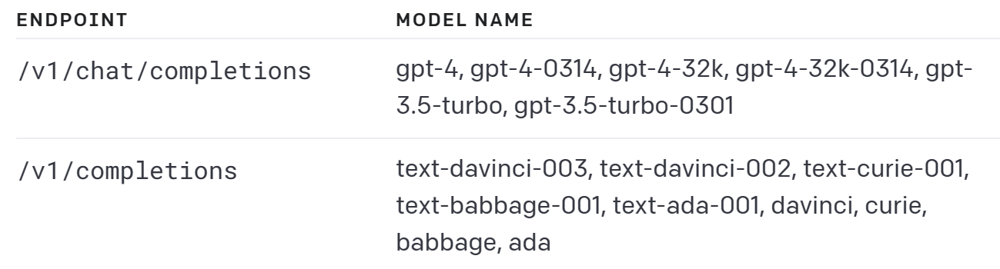 ENDPOINT MODEL NAME
/v1/chat/completions gpt-4, gpt-4-0314, gpt-4-32k, gpt-4-32k-0314, gpt-
3.5-turbo, gpt-3.5-turbo-0301
/v1/completions text-davinci-003, text-davinci-002, text-curie-001,
text-babbage-001, text-ada-001, davinci, curie,
babbage, ada